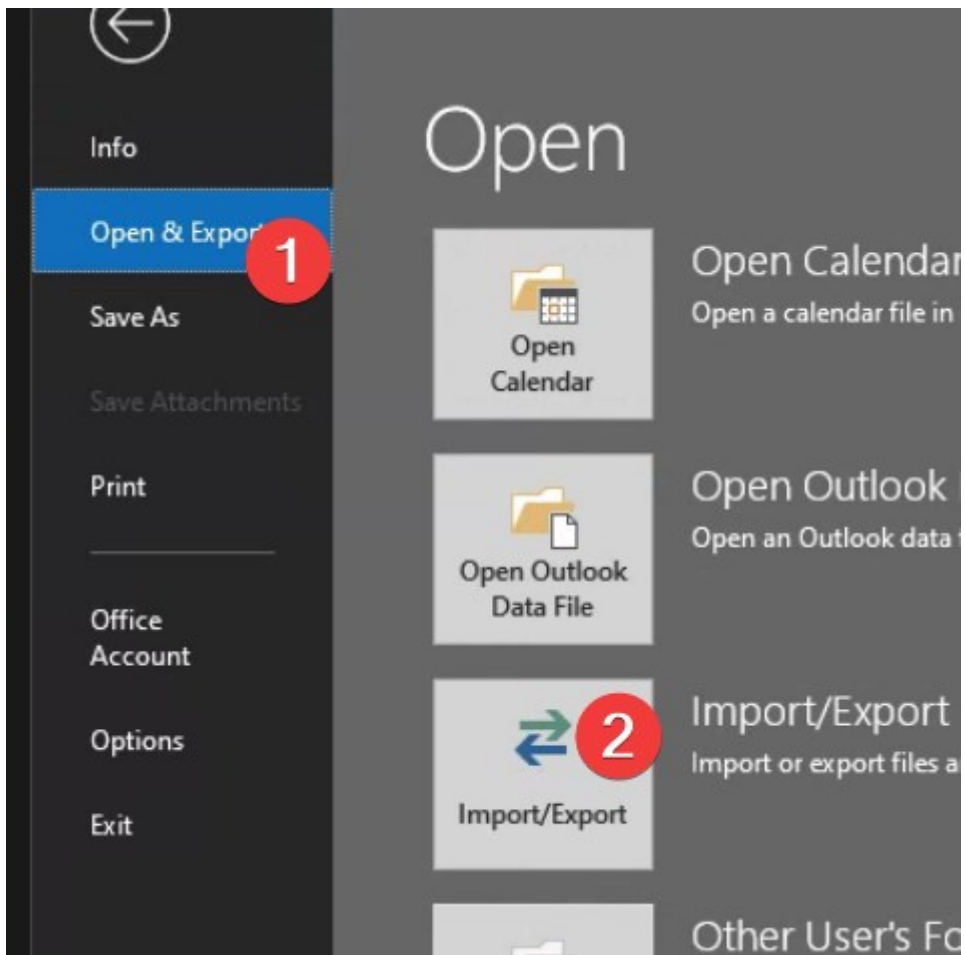 Info
Open & Export
1
Save As
Save Attachments
Print
Office
Account
Options
Exit
Open
Open
Calendar
Open Calendar
Open a calendar file in
Open Outlook
Data File
Open Outlook
Open an Outlook data
Import/Export
2
Import/Export
Import or export files
Other User's